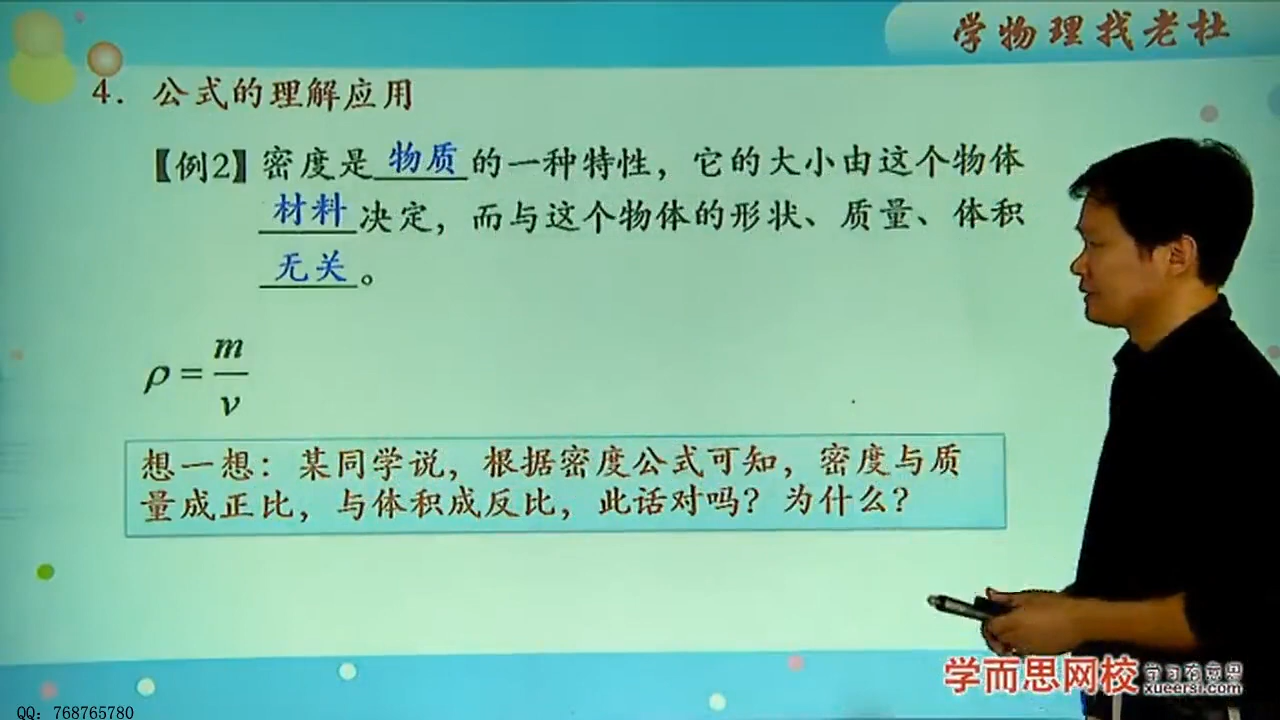 学物理找老杜
4. 公式的理解应用
【例2】密度是物质的一种特性，它的大小由这个物体
材料决定，而与这个物体的形状、质量、体积
无关。
ρ = m/v
想一想：某同学说，根据密度公式可知，密度与质
量成正比，与体积成反比，此话对吗？为什么？
学而思网校 学习有意思
xueersi.com
QQ: 768765780